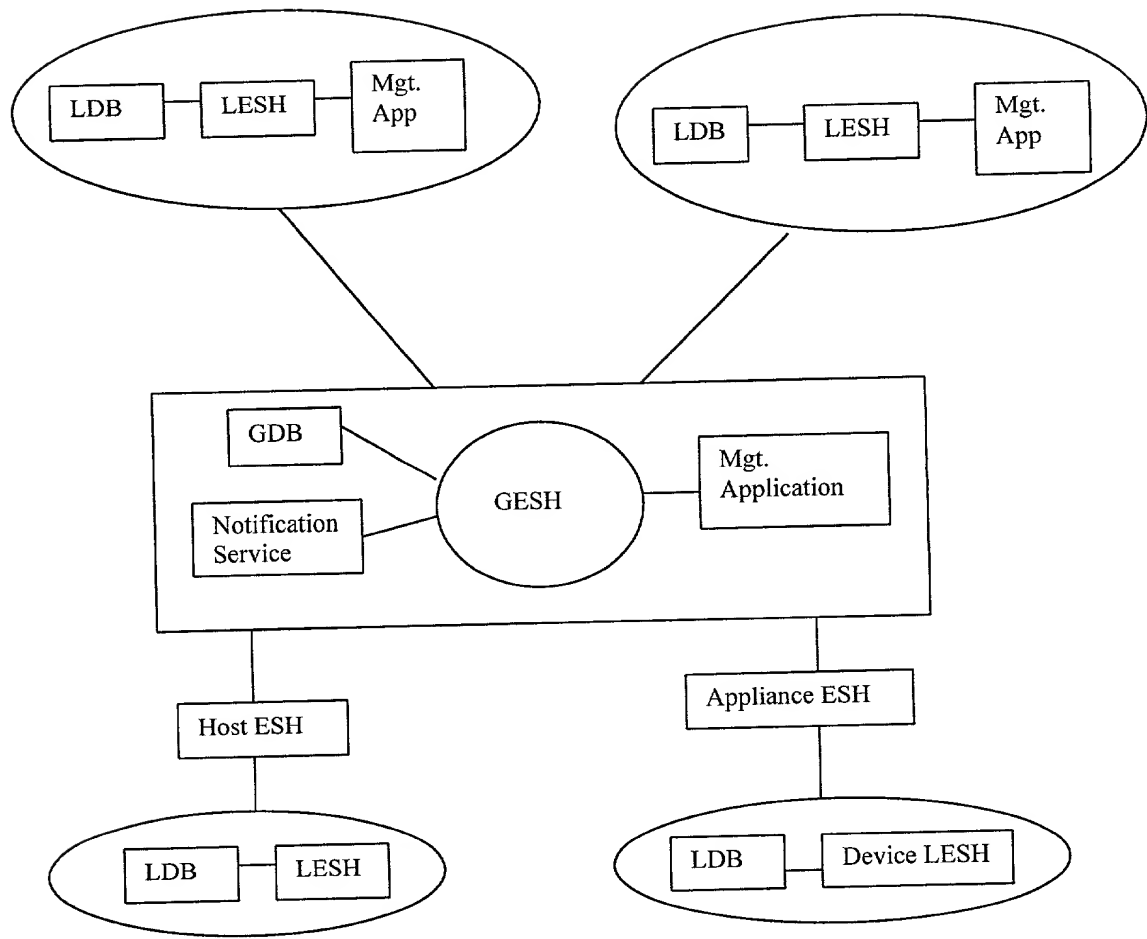 LDB
LESH
Mgt.
App
LDB
LESH
Mgt.
App
GDB
Notification
Service
GESH
Mgt.
Application
Host ESH
Appliance ESH
LDB
LESH
LDB
Device LESH